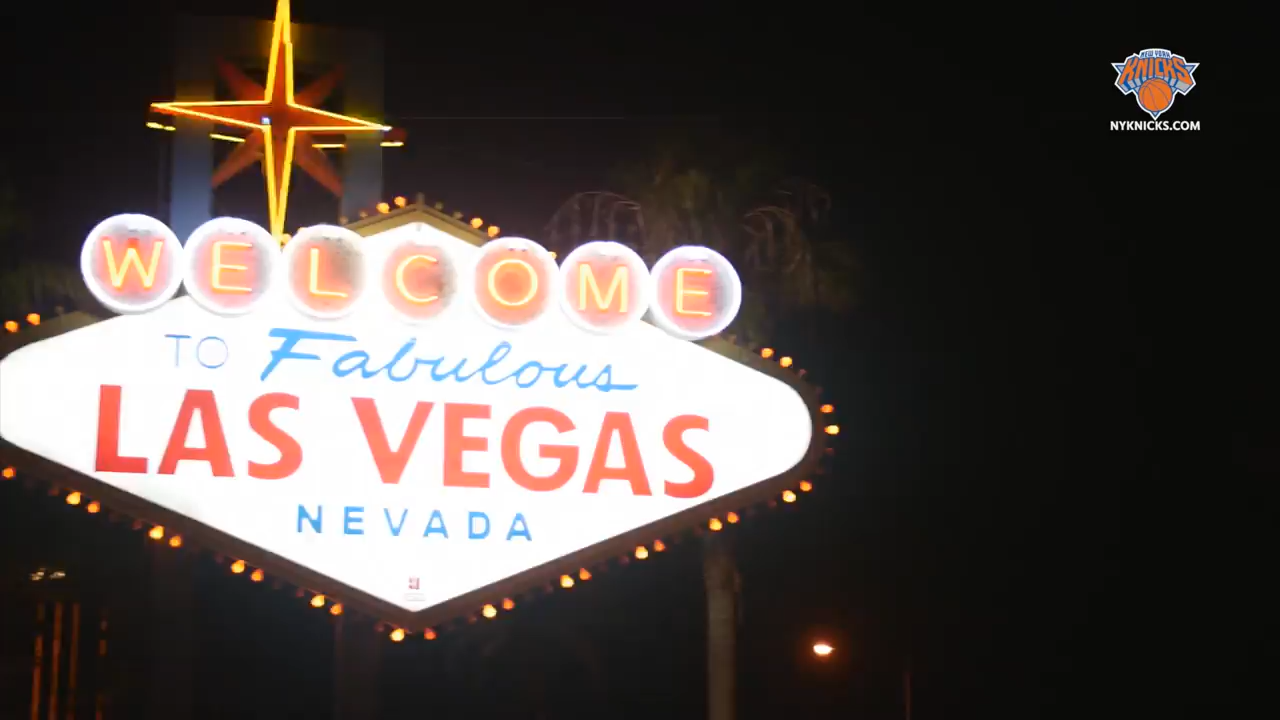 NEW YORK
KNICKS
NYKNICKS.COM
WELCOME
TO Fabulous
LAS VEGAS
NEVADA